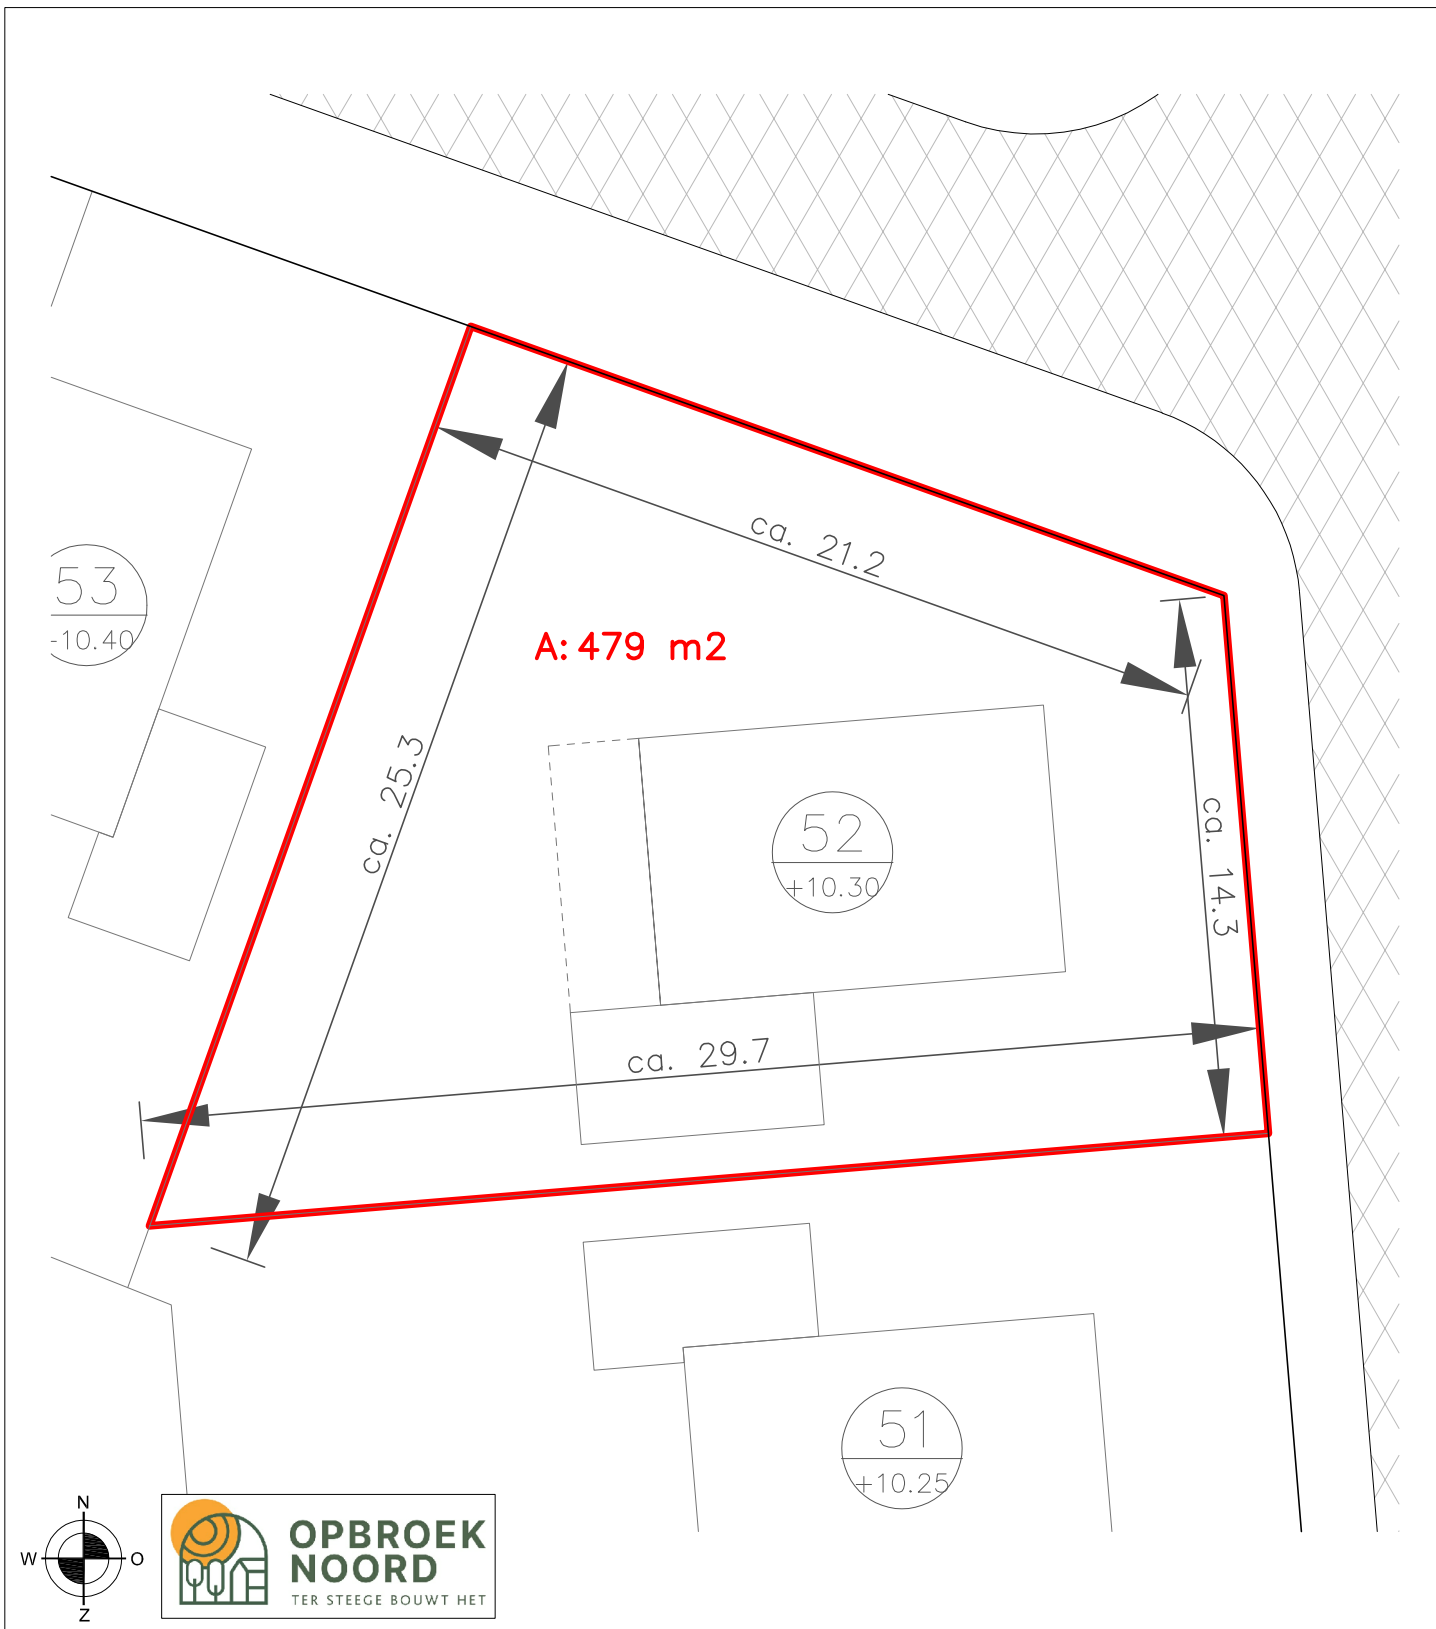 ca. 21.2
53
-10.40
A: 479 m2
ca. 25.3
52
+10.30
ca. 14.3
ca. 29.7
51
+10.25
N
W
O
Z
OPBROEK
NOORD
TER STEEGE BOUWT HET